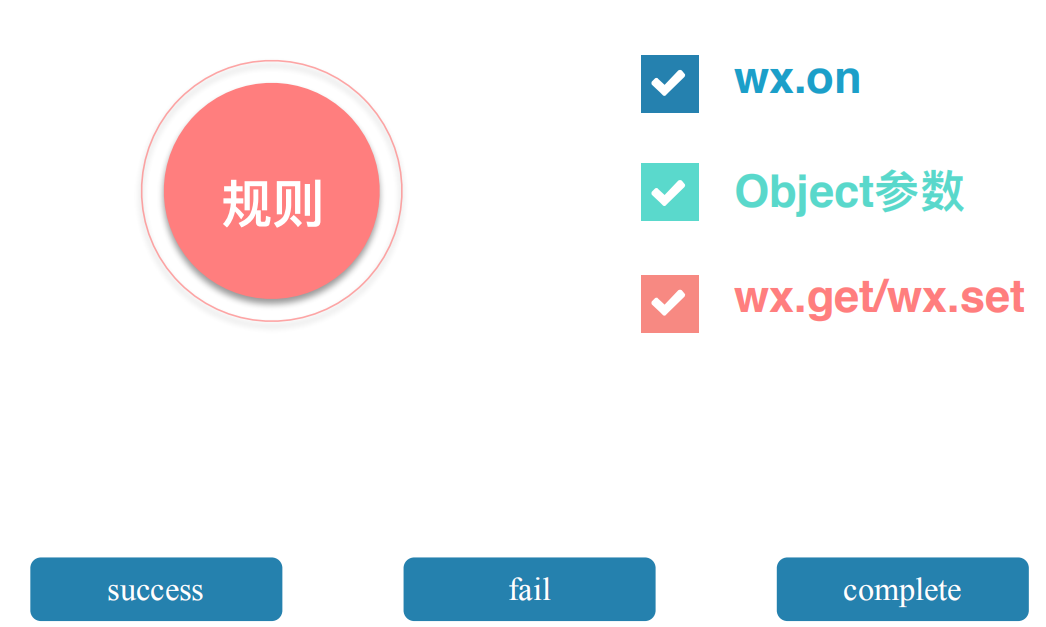 规则
wx.on
Object参数
wx.get/wx.set
success
fail
complete